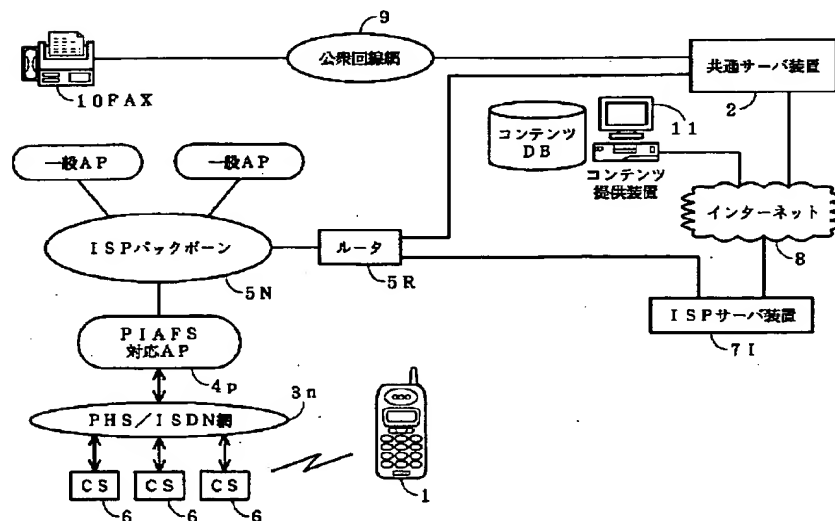 9
公衆回線網
共通サーバ装置
2
10FAX
11
コンテンツ
DB
コンテンツ
提供装置
一般AP
一般AP
インターネット
8
ISPバックボーン
5N
ルータ
5R
ISPサーバ装置
7I
PIAFS
対応AP
4p
3n
PHS/ISDN網
CS
CS
CS
6
6
6
1